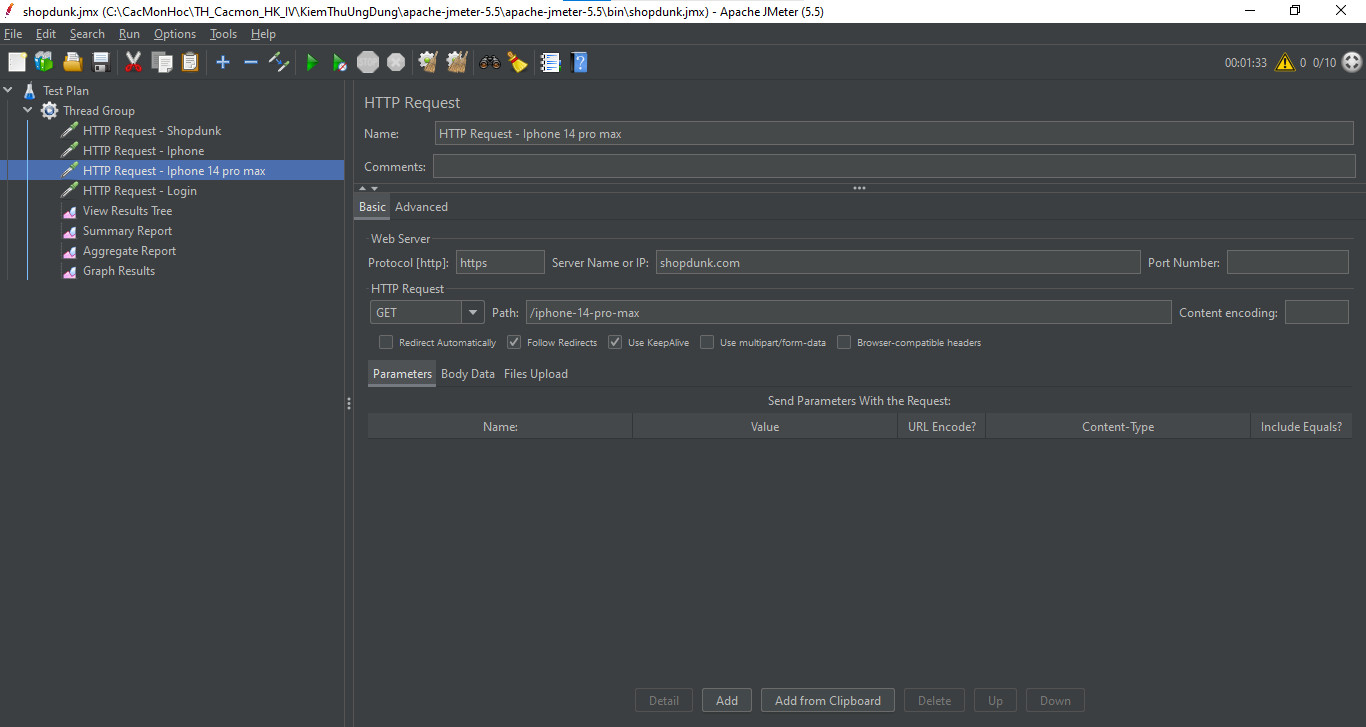 shopdunk.jmx (C:\CacMonHoc\TH_Cacmon_HK_IV\KiemThuUngDung\apache-jmeter-5.5\apache-jmeter-5.5\bin\shopdunk.jmx) - Apache JMeter (5.5)
File Edit Search Run Options Tools Help
STOP 00:01:33 0 0/10
Test Plan
Thread Group
HTTP Request - Shopdunk
HTTP Request - Iphone
HTTP Request - Iphone 14 pro max
HTTP Request - Login
View Results Tree
Summary Report
Aggregate Report
Graph Results
HTTP Request
Name: HTTP Request - Iphone 14 pro max
Comments:
Basic Advanced
Web Server
Protocol [http]: https Server Name or IP: shopdunk.com Port Number:
HTTP Request
GET Path: /iphone-14-pro-max Content encoding:
Redirect Automatically Follow Redirects Use KeepAlive Use multipart/form-data Browser-compatible headers
Parameters Body Data Files Upload
Send Parameters With the Request:
Name: Value URL Encode? Content-Type Include Equals?
Detail Add Add from Clipboard Delete Up Down